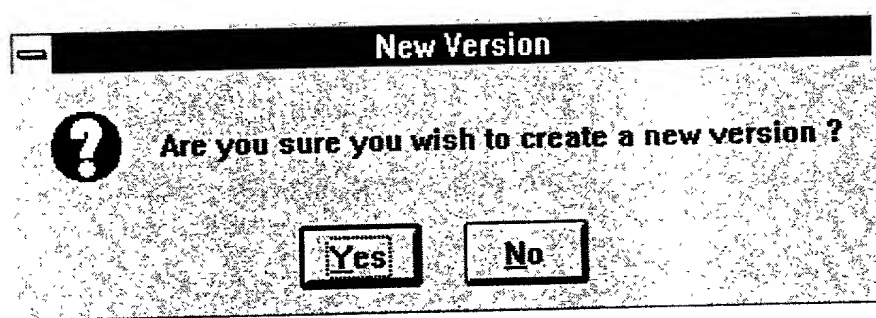 New Version
Are you sure you wish to create a new version ?
Yes
No